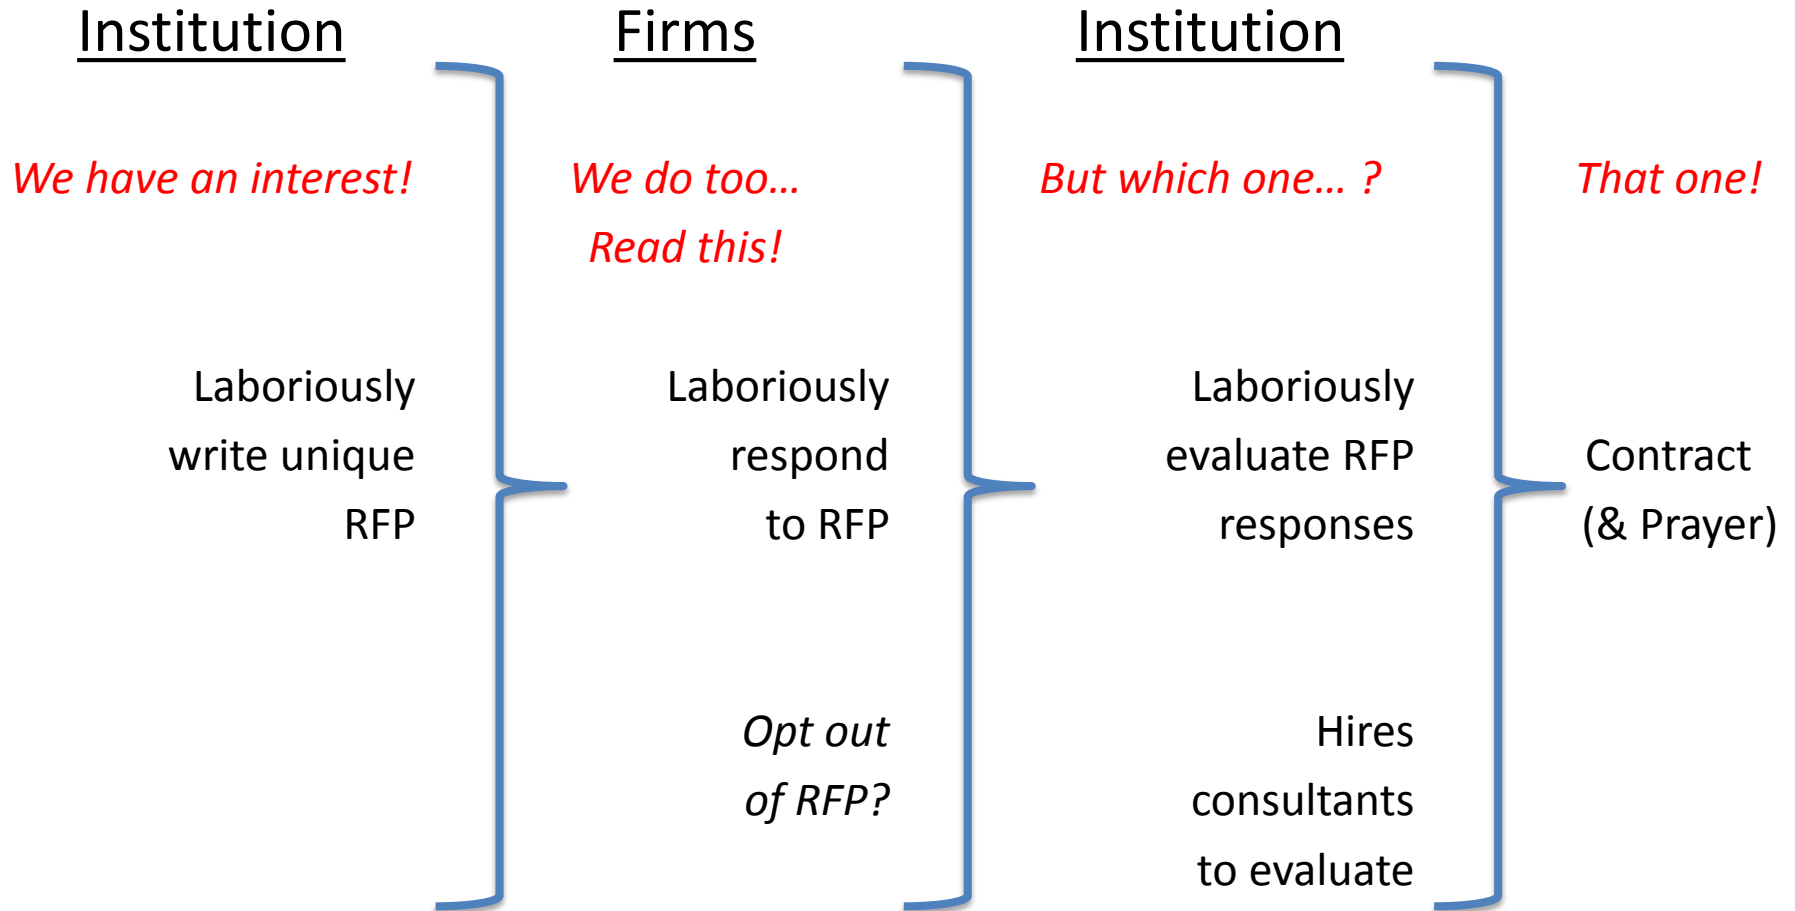 Institution
We have an interest!
Laboriously
write unique
RFP
Firms
We do too...
Read this!
Laboriously
respond
to RFP
Opt out
of RFP?
Institution
But which one... ?
Laboriously
evaluate RFP
responses
Hires
consultants
to evaluate
That one!
Contract
(& Prayer)